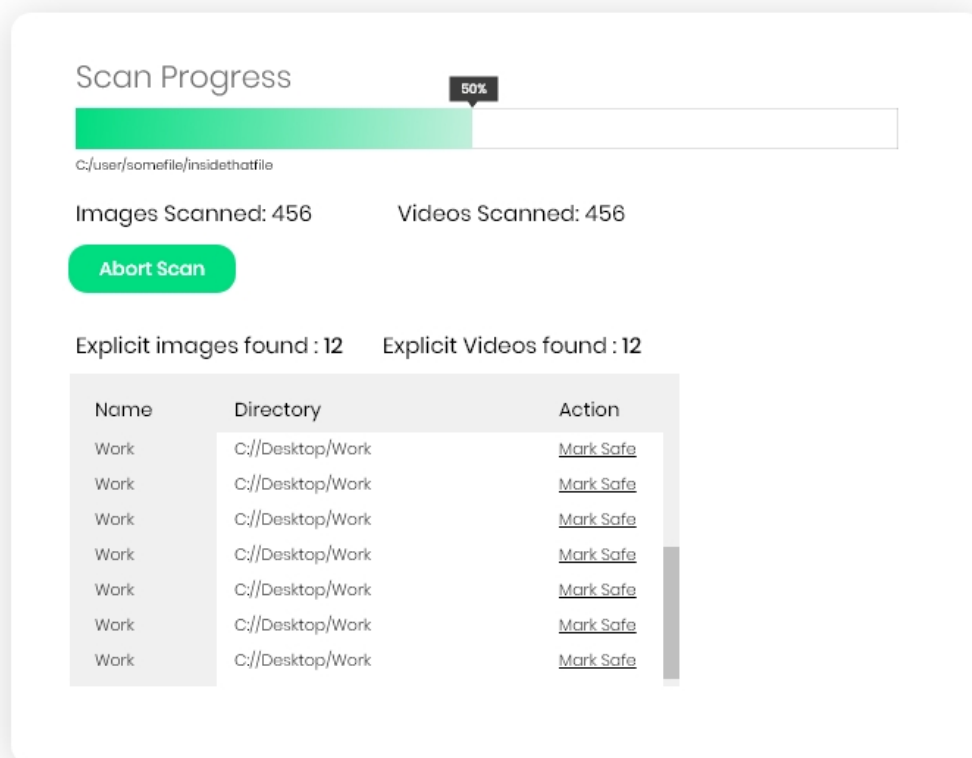 Scan Progress
50%
C:/user/somefile/insidethatfile
Images Scanned: 456 Videos Scanned: 456
Abort Scan
Explicit images found : 12 Explicit Videos found : 12
Name Directory Action
Work C://Desktop/Work Mark Safe
Work C://Desktop/Work Mark Safe
Work C://Desktop/Work Mark Safe
Work C://Desktop/Work Mark Safe
Work C://Desktop/Work Mark Safe
Work C://Desktop/Work Mark Safe
Work C://Desktop/Work Mark Safe